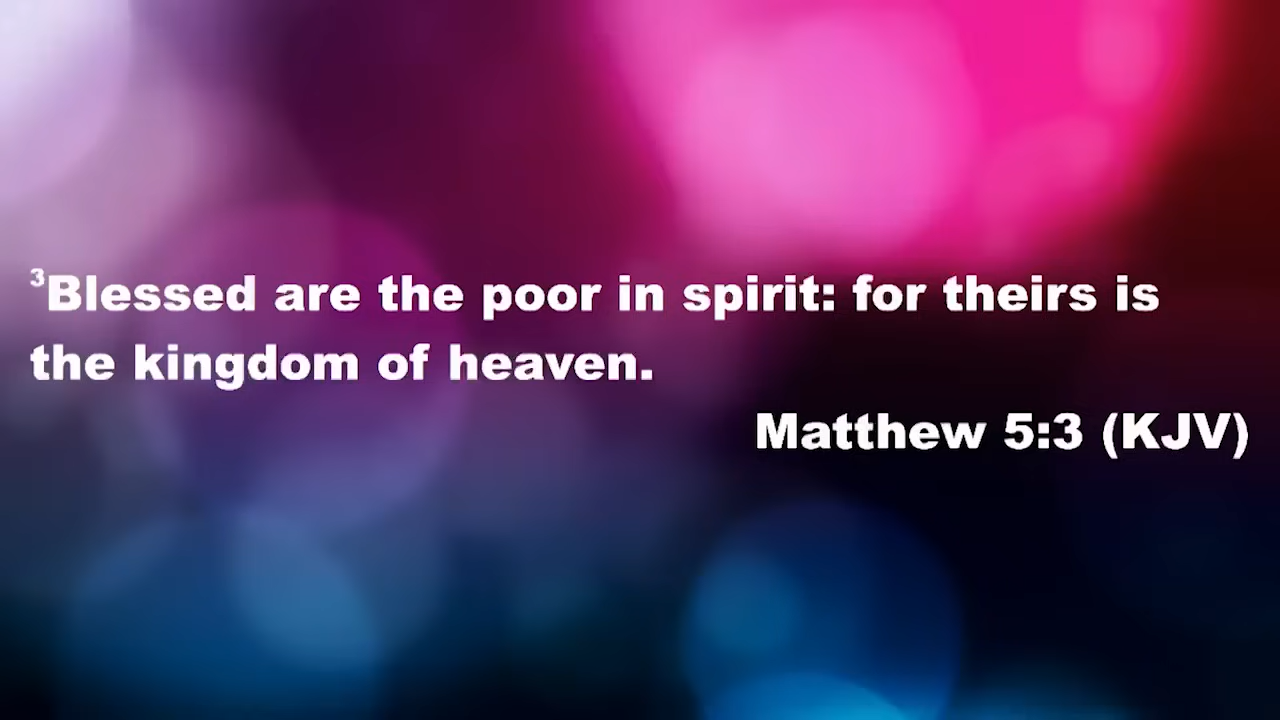 ³Blessed are the poor in spirit: for theirs is
the kingdom of heaven.
Matthew 5:3 (KJV)